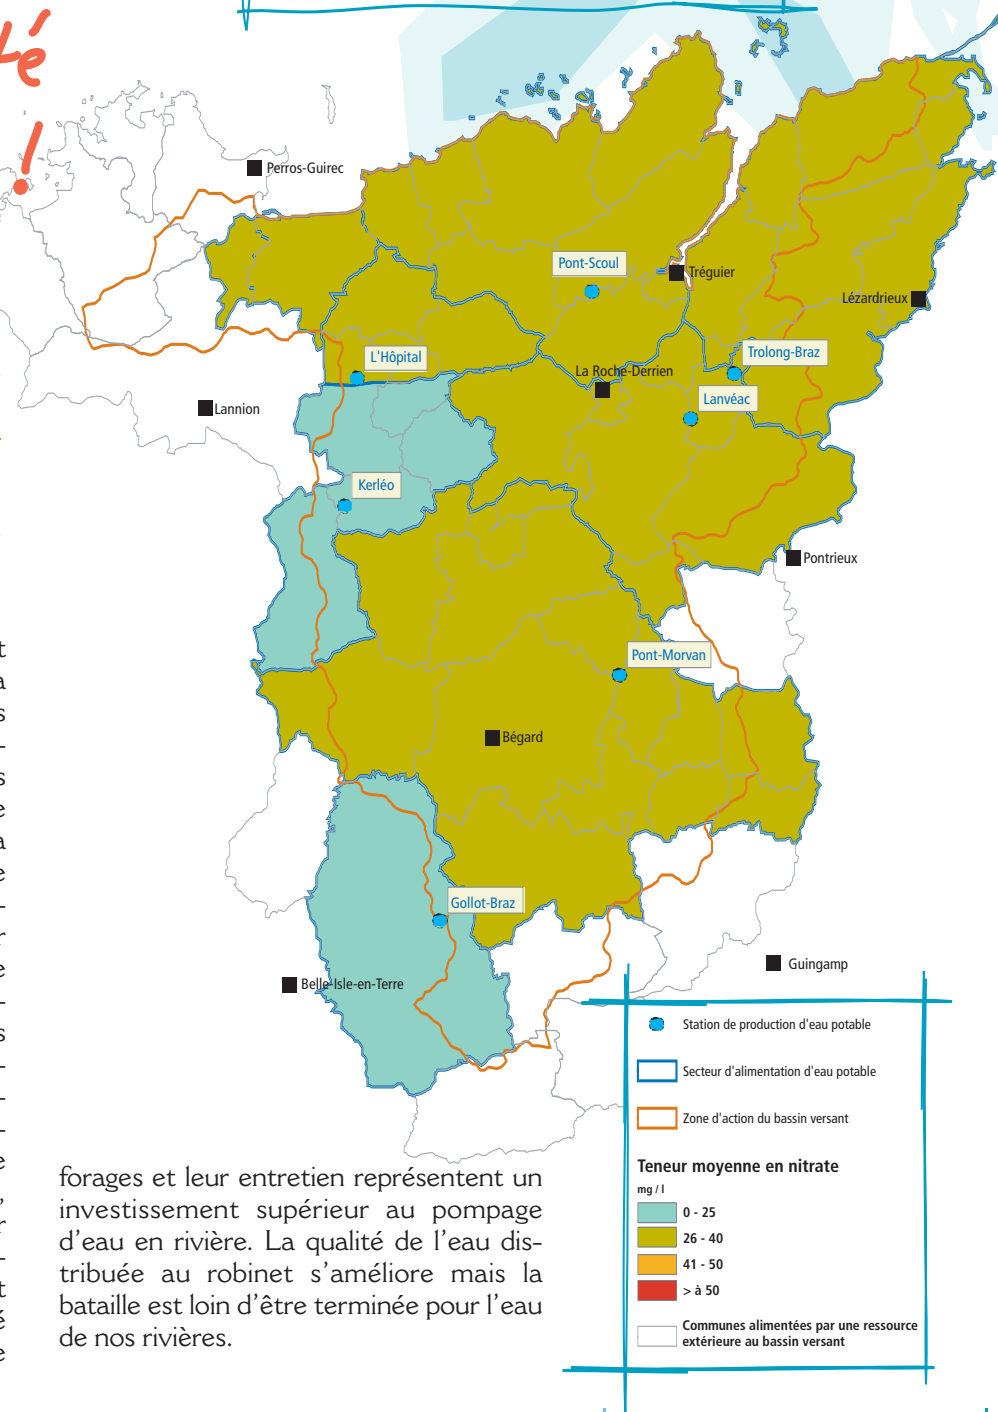 é
!
Perros-Guirec
Pont-Scoul
Tréguier
Lézardrieux
L'Hôpital
Trolong-Braz
La Roche-Derrien
Lanvéac
Lannion
Kerléo
Pontrieux
Pont-Morvan
Bégard
Gollot-Braz
Guingamp
Belle-Isle-en-Terre
Station de production d'eau potable
Secteur d'alimentation d'eau potable
Zone d'action du bassin versant
Teneur moyenne en nitrate
mg / l
0 - 25
26 - 40
41 - 50
> à 50
Communes alimentées par une ressource
extérieure au bassin versant
forages et leur entretien représentent un
investissement supérieur au pompage
d'eau en rivière. La qualité de l'eau dis-
tribuée au robinet s'améliore mais la
bataille est loin d'être terminée pour l'eau
de nos rivières.